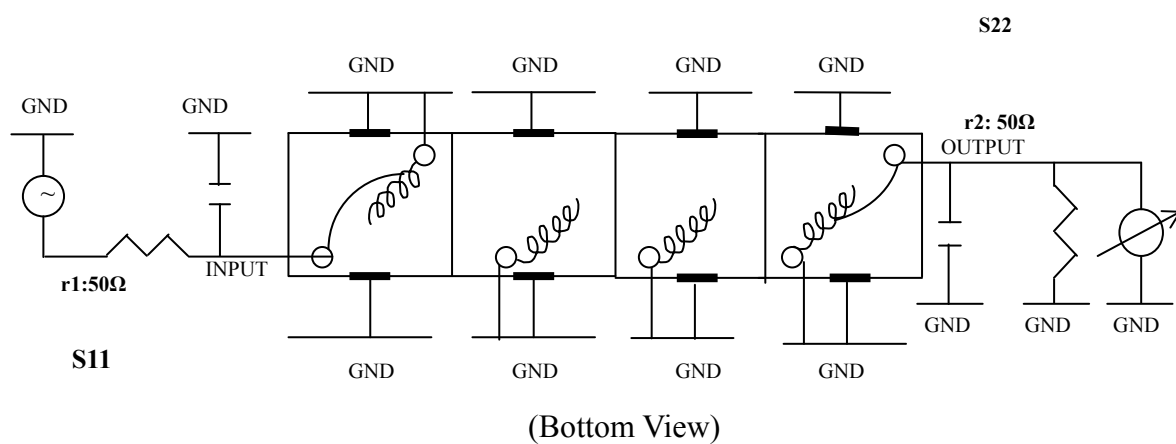 S22
GND GND GND GND
GND GND
r2: 50Ω
OUTPUT
~
INPUT
r1:50Ω
GND GND GND
S11
GND GND GND GND
(Bottom View)